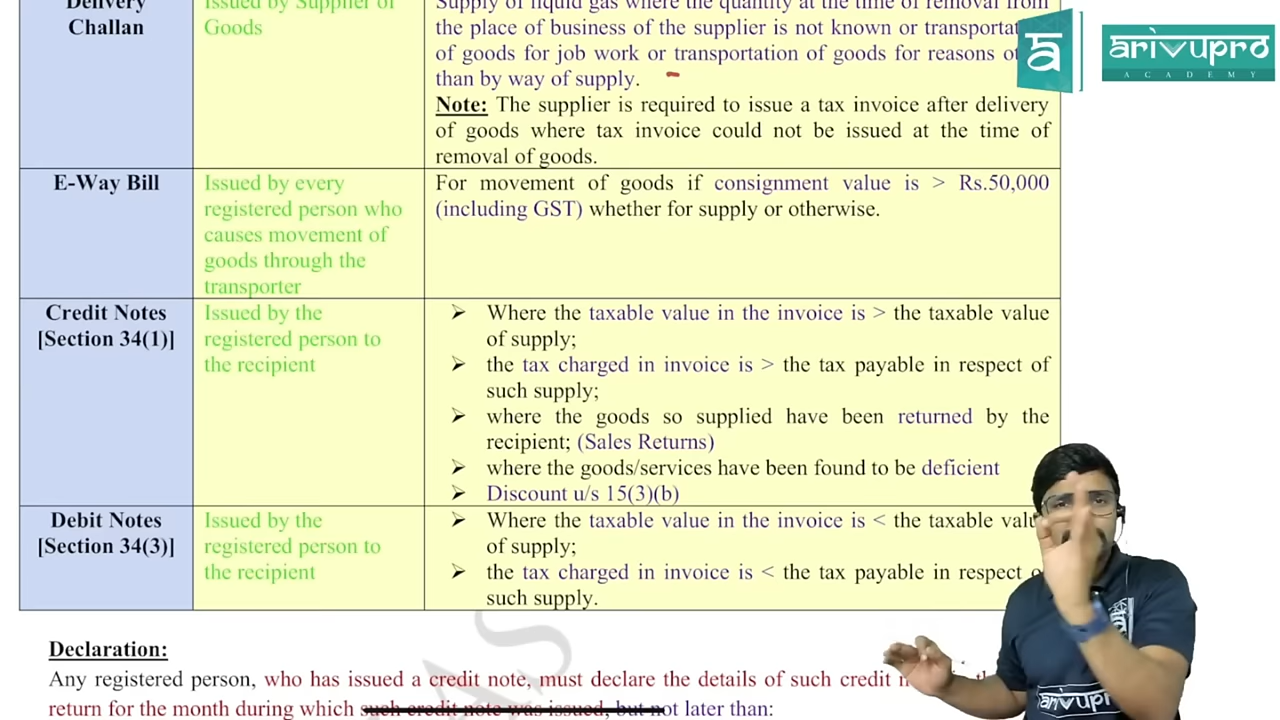 Delivery
Challan
Issued by Supplier of
Goods
Supply of liquid gas where the quantity at the time of removal from
the place of business of the supplier is not known or
of goods for job work or transportation of goods for reasons
than by way of supply.
Note: The supplier is required to issue a tax invoice after delivery
of goods where tax invoice could not be issued at the time of
removal of goods.
E-Way Bill
Issued by every
registered person who
causes movement of
goods through the
transporter
For movement of goods if consignment value is > Rs.50,000
(including GST) whether for supply or otherwise.
Credit Notes
[Section 34(1)]
Issued by the
registered person to
the recipient
➢ Where the taxable value in the invoice is > the taxable value
of supply;
➢ the tax charged in invoice is > the tax payable in respect of
such supply;
➢ where the goods so supplied have been returned by the
recipient; (Sales Returns)
➢ where the goods/services have been found to be deficient
➢ Discount u/s 15(3)(b)
Debit Notes
[Section 34(3)]
Issued by the
registered person to
the recipient
➢ Where the taxable value in the invoice is < the taxable
of supply;
➢ the tax charged in invoice is < the tax payable in respect
such supply.
Declaration:
Any registered person, who has issued a credit note, must declare the details of such credit
return for the month during which such credit note was issued, but not later than:
arivupro
ACADEMY
arivupro